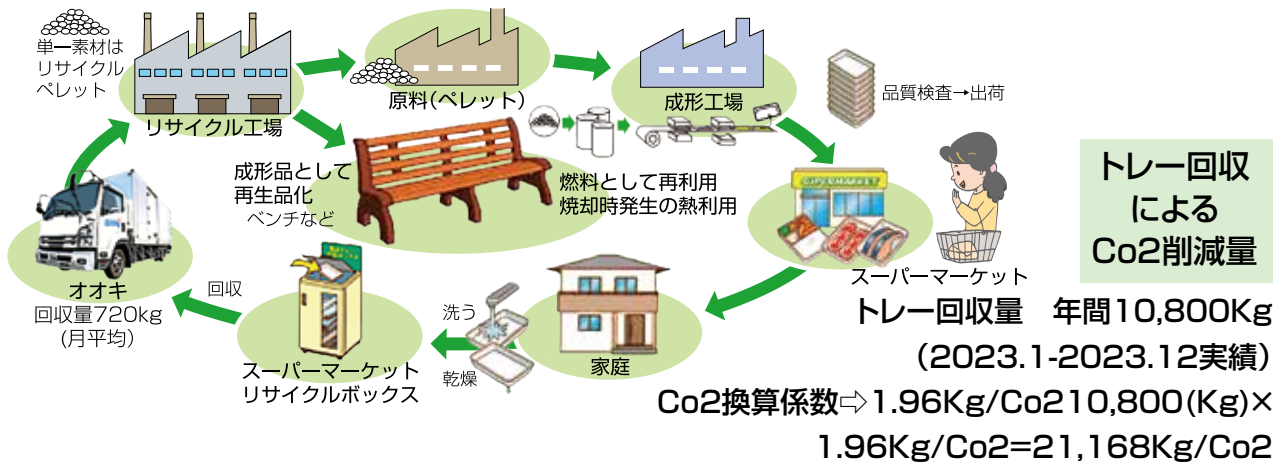 単一素材は
リサイクル
ペレット
リサイクル工場
原料(ペレット)
成形工場
品質検査→出荷
成形品として
再生品化
ベンチなど
燃料として再利用
焼却時発生の熱利用
SUPERMARKET
スーパーマーケット
オオキ
回収量720kg
(月平均)
回収
スーパーマーケット
リサイクルボックス
洗う
乾燥
家庭
トレー回収
による
Co2削減量
トレー回収量　年間10,800Kg
(2023.1-2023.12実績)
Co2換算係数⇨1.96Kg/Co210,800(Kg)×
1.96Kg/Co2=21,168Kg/Co2